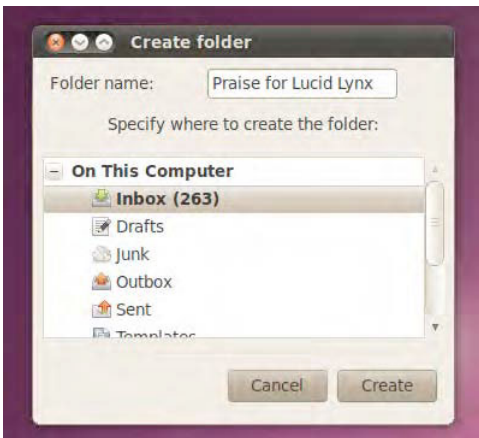 Create folder
Folder name: Praise for Lucid Lynx
Specify where to create the folder:
On This Computer
Inbox (263)
Drafts
Junk
Outbox
Sent
Templates
Cancel Create